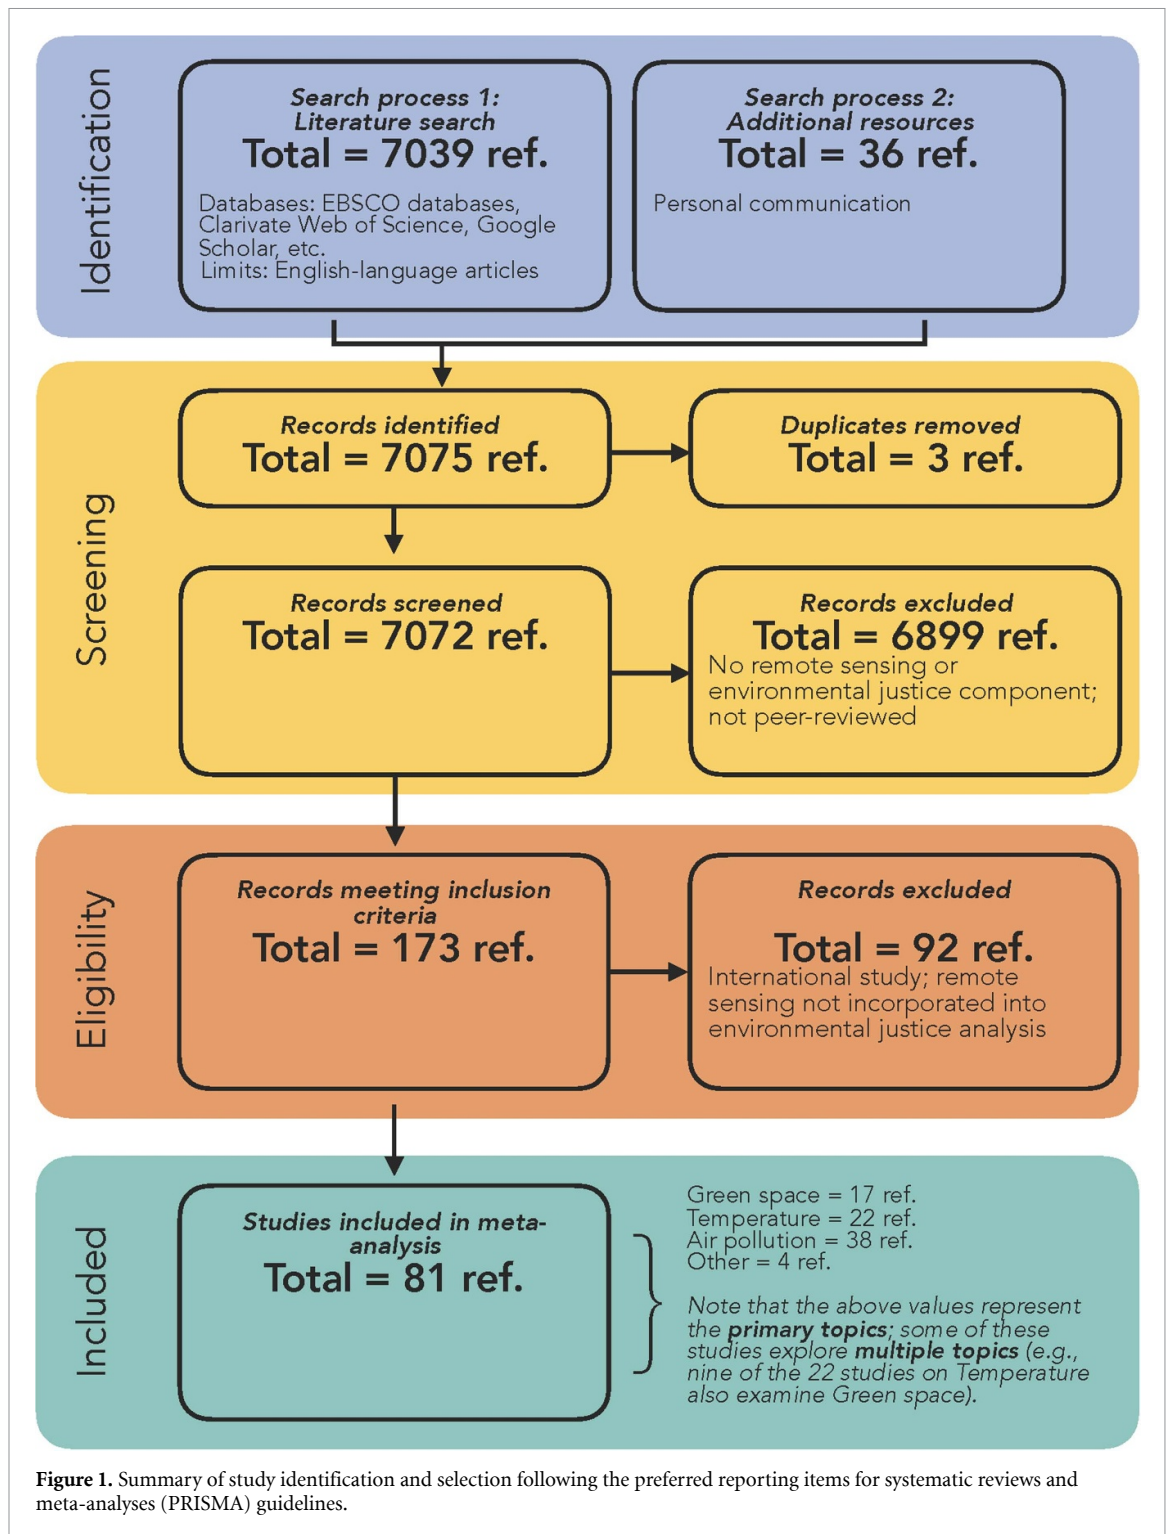 Identification
Search process 1:
Literature search
Total = 7039 ref.
Databases: EBSCO databases,
Clarivate Web of Science, Google
Scholar, etc.
Limits: English-language articles
Search process 2:
Additional resources
Total = 36 ref.
Personal communication
Screening
Records identified
Total = 7075 ref.
Duplicates removed
Total = 3 ref.
Records screened
Total = 7072 ref.
Records excluded
Total = 6899 ref.
No remote sensing or
environmental justice component;
not peer-reviewed
Eligibility
Records meeting inclusion
criteria
Total = 173 ref.
Records excluded
Total = 92 ref.
International study; remote
sensing not incorporated into
environmental justice analysis
Included
Studies included in meta-
analysis
Total = 81 ref.
Green space = 17 ref.
Temperature = 22 ref.
Air pollution = 38 ref.
Other = 4 ref.
Note that the above values represent
the primary topics; some of these
studies explore multiple topics (e.g.,
nine of the 22 studies on Temperature
also examine Green space).
Figure 1. Summary of study identification and selection following the preferred reporting items for systematic reviews and
meta-analyses (PRISMA) guidelines.